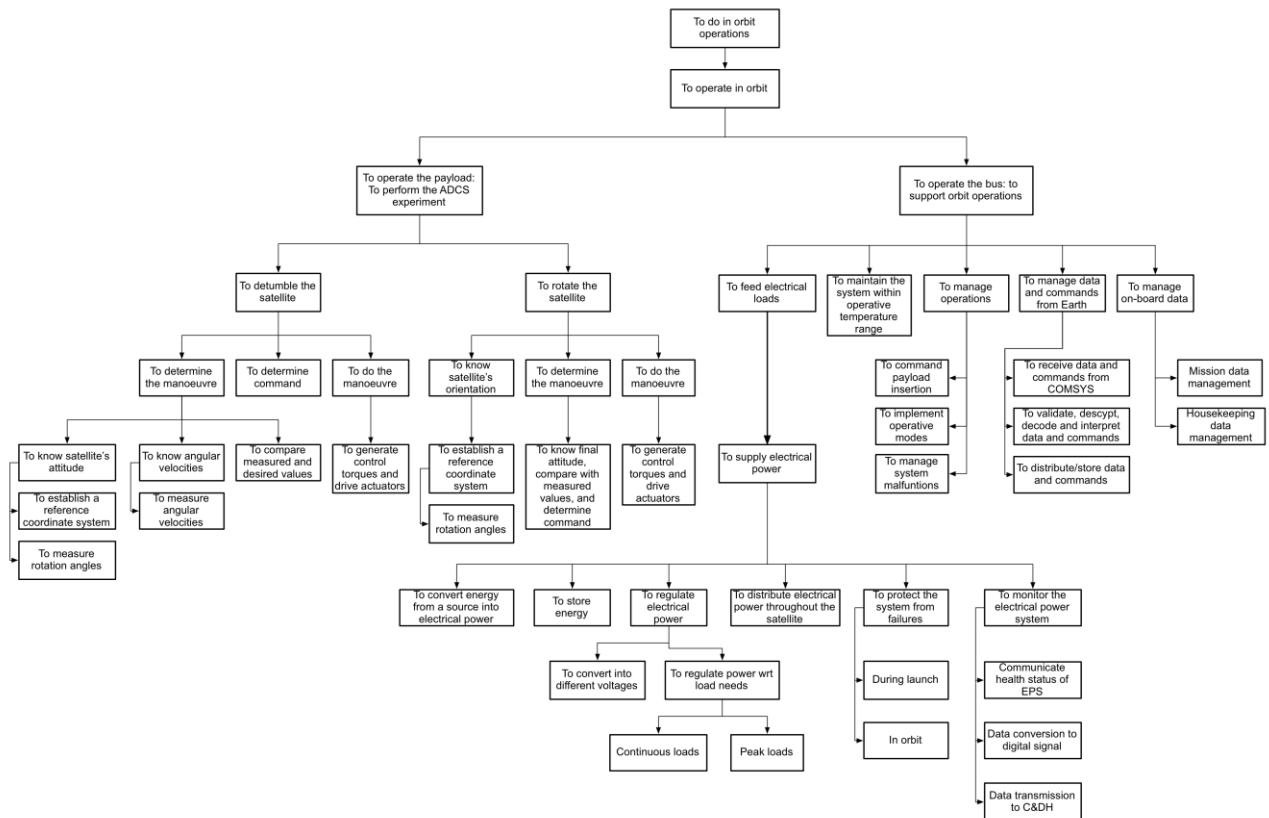 To do in orbit
operations
To operate in orbit
To operate the payload:
To perform the ADCS
experiment
To operate the bus: to
support orbit operations
To detumble the
satellite
To rotate the
satellite
To feed electrical
loads
To maintain the
system within
operative
temperature
range
To manage
operations
To manage data
and commands
from Earth
To manage
on-board data
To determine
the manoeuvre
To determine
command
To do the
manoeuvre
To know
satellite's
orientation
To determine
the manoeuvre
To do the
manoeuvre
To command
payload
insertion
To receive data and
commands from
COMSYS
Mission data
management
To implement
operative
modes
To validate, descypt,
decode and interpret
data and commands
Housekeeping
data
management
To know satellite's
attitude
To know angular
velocities
To compare
measured and
desired values
To generate
control
torques and
drive actuators
To establish
a reference
coordinate
system
To know final
attitude,
compare with
measured
values, and
determine
command
To generate
control
torques and
drive
actuators
To supply electrical
power
To manage
system
malfuntions
To distribute/store data
and commands
To establish a
reference
coordinate system
To measure
angular
velocities
To measure
rotation angles
To measure
rotation angles
To convert energy
from a source into
electrical power
To store
energy
To regulate
electrical
power
To distribute electrical
power throughout the
satellite
To protect the
system from
failures
To monitor the
electrical power
system
To convert into
different voltages
To regulate power wrt
load needs
During launch
Communicate
health status of
EPS
Continuous loads
Peak loads
In orbit
Data conversion to
digital signal
Data transmission
to C&DH